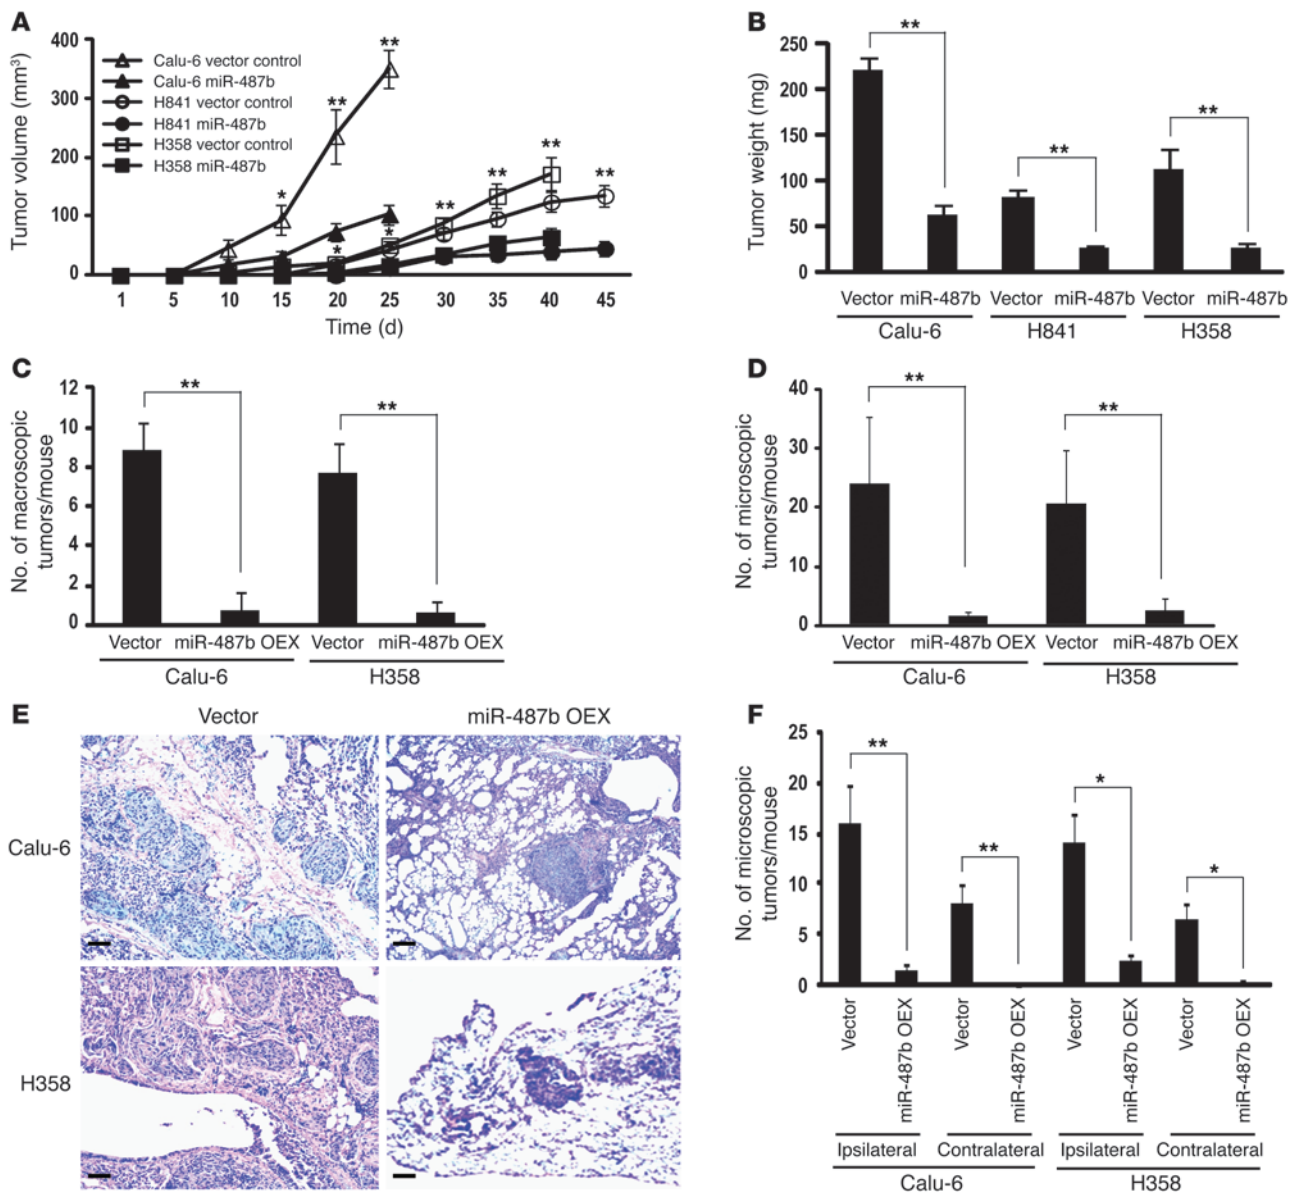 A
Tumor volume (mm³)
400
300
200
100
0
Calu-6 vector control
Calu-6 miR-487b
H841 vector control
H841 miR-487b
H358 vector control
H358 miR-487b
*
**
**
*
*
**
**
**
**
1 5 10 15 20 25 30 35 40 45
Time (d)
B
Tumor weight (mg)
250
200
150
100
50
0
**
**
**
Vector miR-487b Vector miR-487b Vector miR-487b
Calu-6 H841 H358
C
No. of macroscopic
tumors/mouse
12
10
8
6
4
2
0
**
**
Vector miR-487b OEX Vector miR-487b OEX
Calu-6 H358
D
No. of microscopic
tumors/mouse
40
30
20
10
0
**
**
Vector miR-487b OEX Vector miR-487b OEX
Calu-6 H358
E
Vector miR-487b OEX
Calu-6
H358
F
No. of microscopic
tumors/mouse
25
20
15
10
5
0
**
**
*
*
Vector
miR-487b OEX
Vector
miR-487b OEX
Vector
miR-487b OEX
Vector
miR-487b OEX
Ipsilateral Contralateral Ipsilateral Contralateral
Calu-6 H358